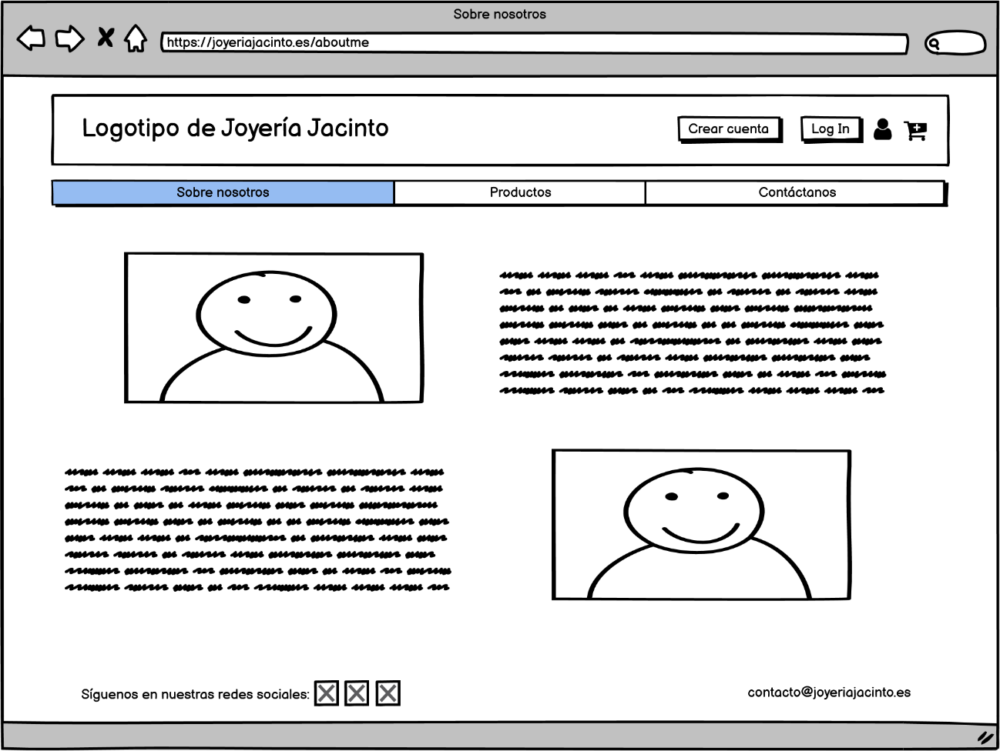 Sobre nosotros
https://joyeriajacinto.es/aboutme
Logotipo de Joyería Jacinto
Crear cuenta
Log In
Sobre nosotros
Productos
Contáctanos
Síguenos en nuestras redes sociales:
contacto@joyeriajacinto.es